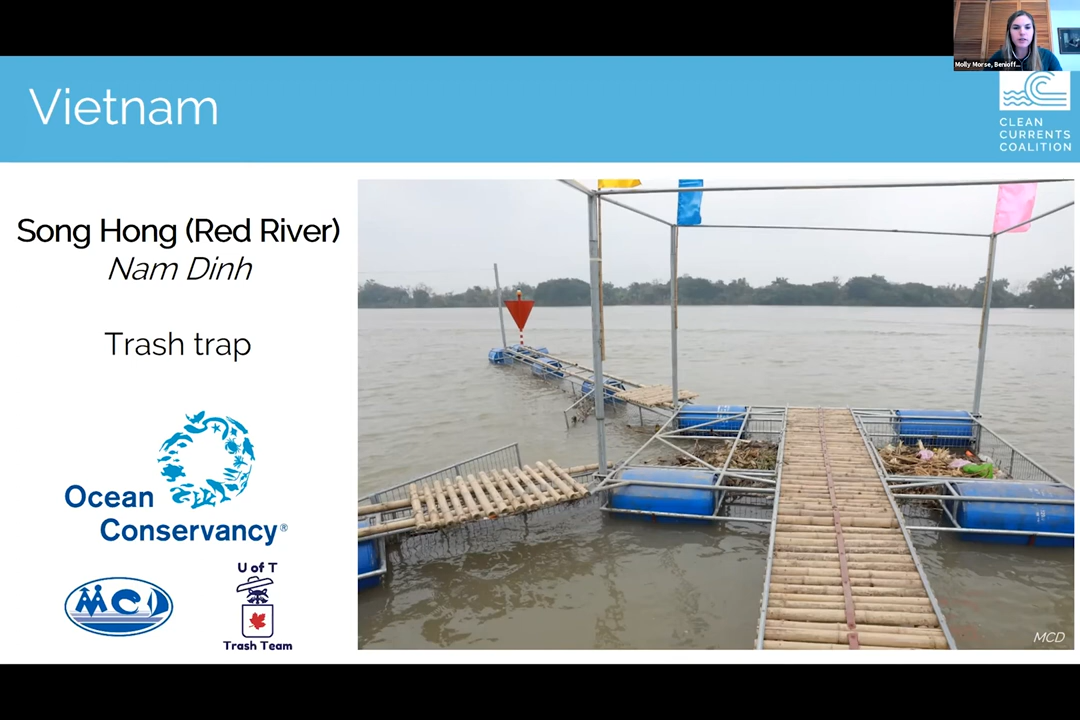 Molly Morse, Benioff...
Vietnam
CLEAN
CURRENTS
COALITION
Song Hong (Red River)
Nam Dinh
Trash trap
Ocean
Conservancy®
MCD
U of T
Trash Team
MCD